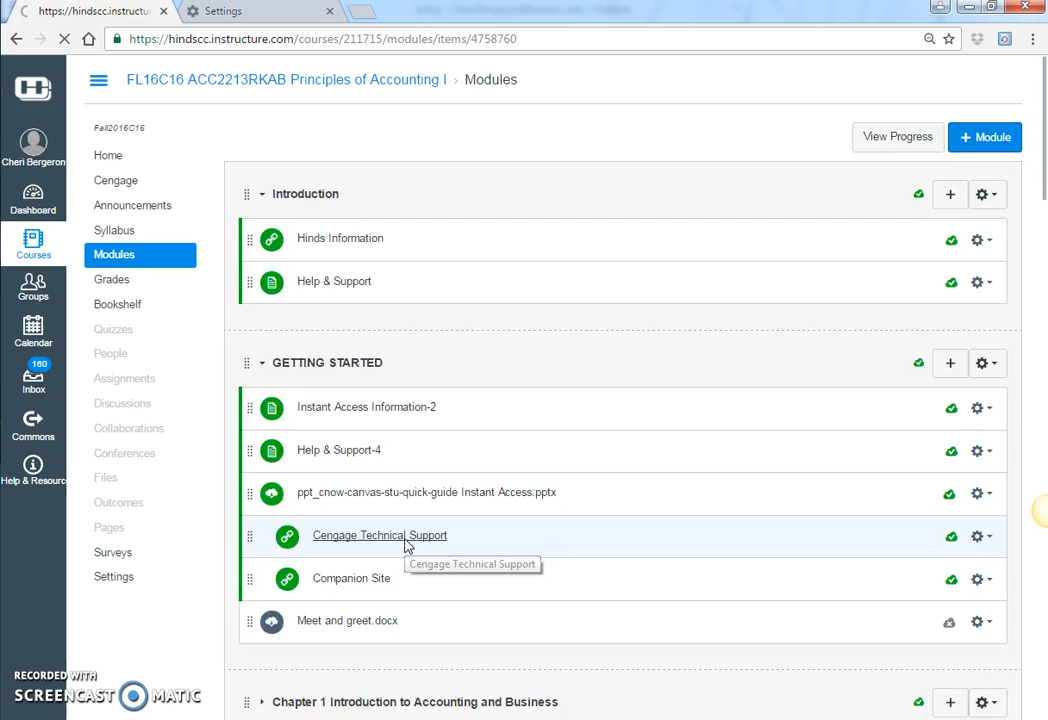 https://hindscc.instructu
Settings
https://hindscc.instructure.com/courses/211715/modules/items/4758760
FL16C16 ACC2213RKAB Principles of Accounting I › Modules
Fall2016C16
View Progress
+ Module
Home
Cengage
Announcements
Syllabus
Modules
Grades
Bookshelf
Quizzes
People
Assignments
Discussions
Collaborations
Conferences
Files
Outcomes
Pages
Surveys
Settings
Cheri Bergeron
Dashboard
Courses
Groups
Calendar
160
Inbox
Commons
Help & Resourc
Introduction
Hinds Information
Help & Support
GETTING STARTED
Instant Access Information-2
Help & Support-4
ppt_cnow-canvas-stu-quick-guide Instant Access.pptx
Cengage Technical Support
Cengage Technical Support
Companion Site
Meet and greet.docx
Chapter 1 Introduction to Accounting and Business
RECORDED WITH
SCREENCAST MATIC